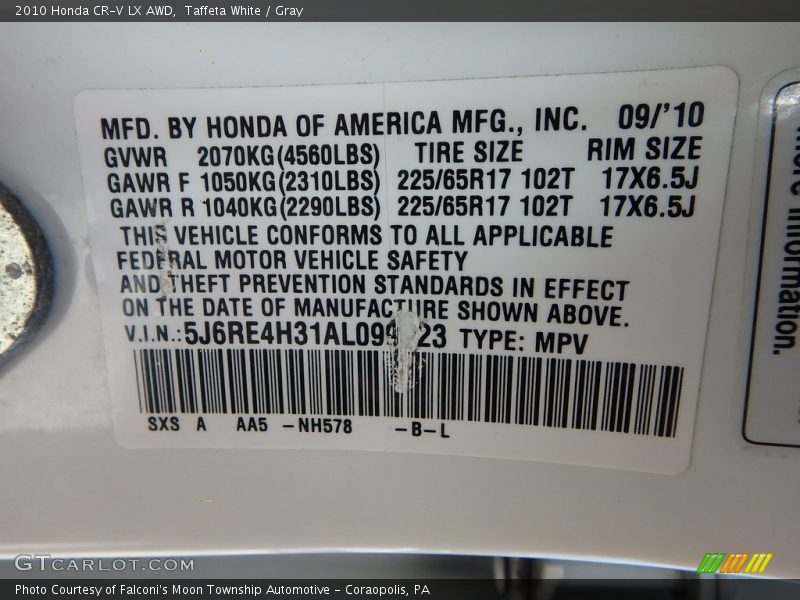 2010 Honda CR-V LX AWD, Taffeta White / Gray
MFD. BY HONDA OF AMERICA MFG., INC. 09/'10
GVWR 2070KG(4560LBS) TIRE SIZE RIM SIZE
GAWR F 1050KG(2310LBS) 225/65R17 102T 17X6.5J
GAWR R 1040KG(2290LBS) 225/65R17 102T 17X6.5J
THIS VEHICLE CONFORMS TO ALL APPLICABLE
FEDERAL MOTOR VEHICLE SAFETY
AND THEFT PREVENTION STANDARDS IN EFFECT
ON THE DATE OF MANUFACTURE SHOWN ABOVE.
V.I.N.: TYPE: MPV
SXS A AA5 -NH578 -B-L
more information.
GTCARLOT.COM
Photo Courtesy of Falconi's Moon Township Automotive - Coraopolis, PA